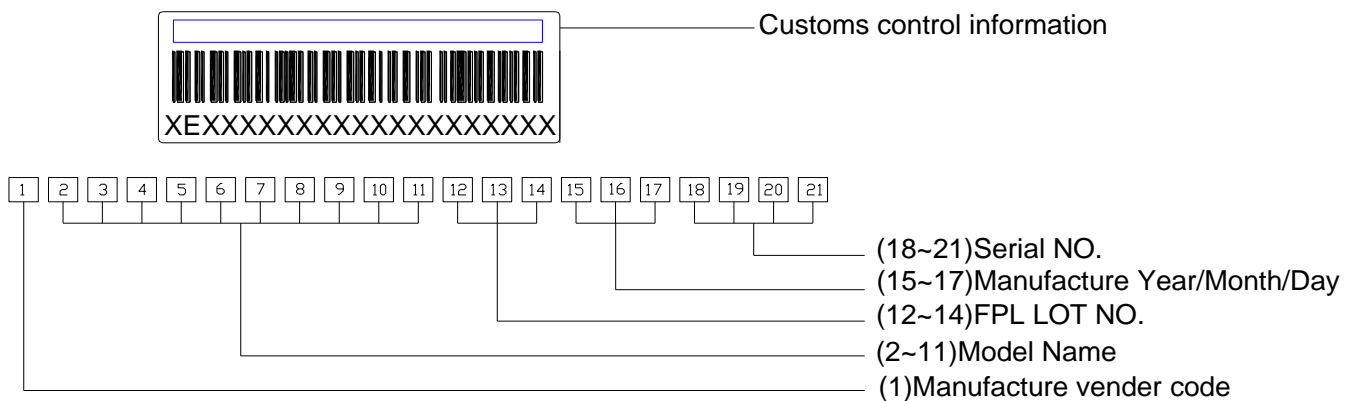 Customs control information
XEXXXXXXXXXXXXXXXXXXX
1 2 3 4 5 6 7 8 9 10 11 12 13 14 15 16 17 18 19 20 21
(18~21)Serial NO.
(15~17)Manufacture Year/Month/Day
(12~14)FPL LOT NO.
(2~11)Model Name
(1)Manufacture vender code